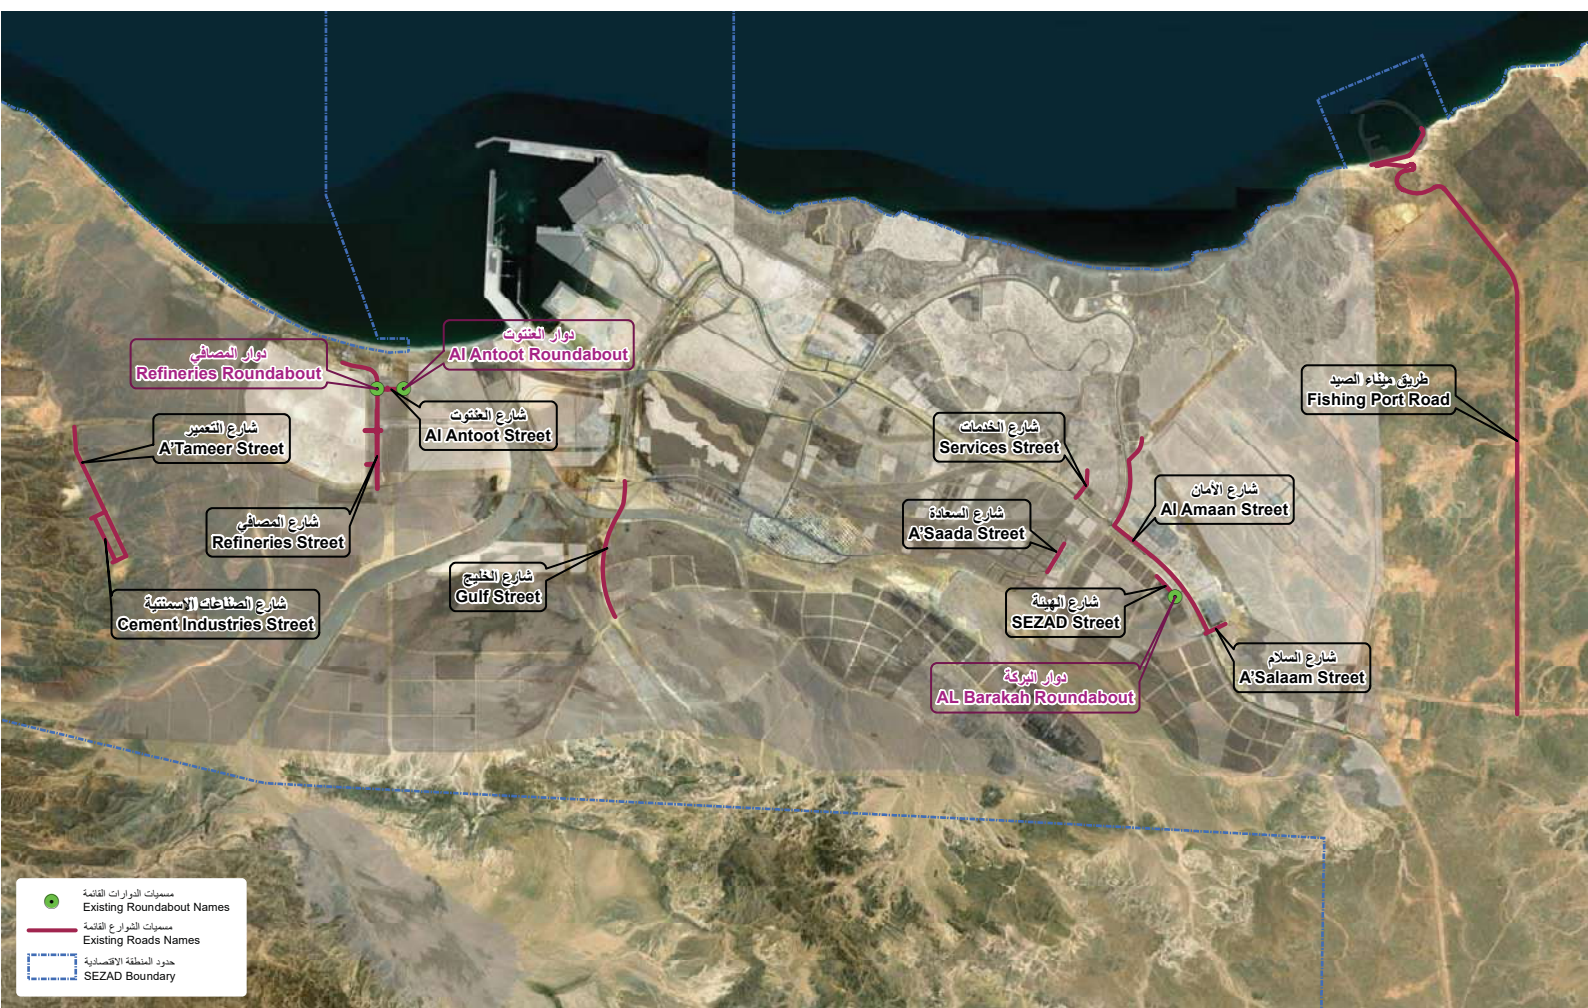 دوار العنتوت
Al Antoot Roundabout
دوار المصافي
Refineries Roundabout
طريق ميناء الصيد
Fishing Port Road
شارع العنتوت
Al Antoot Street
شارع التعمير
A'Tameer Street
شارع الخدمات
Services Street
شارع الأمان
Al Amaan Street
شارع السعادة
A'Saada Street
شارع المصافي
Refineries Street
شارع الخليج
Gulf Street
شارع الصناعات الاسمنتية
Cement Industries Street
شارع الهيئة
SEZAD Street
شارع السلام
A'Salaam Street
دوار البركة
AL Barakah Roundabout
مسميات الدوارات القائمة
Existing Roundabout Names
مسميات الشوارع القائمة
Existing Roads Names
حدود المنطقة الاقتصادية
SEZAD Boundary